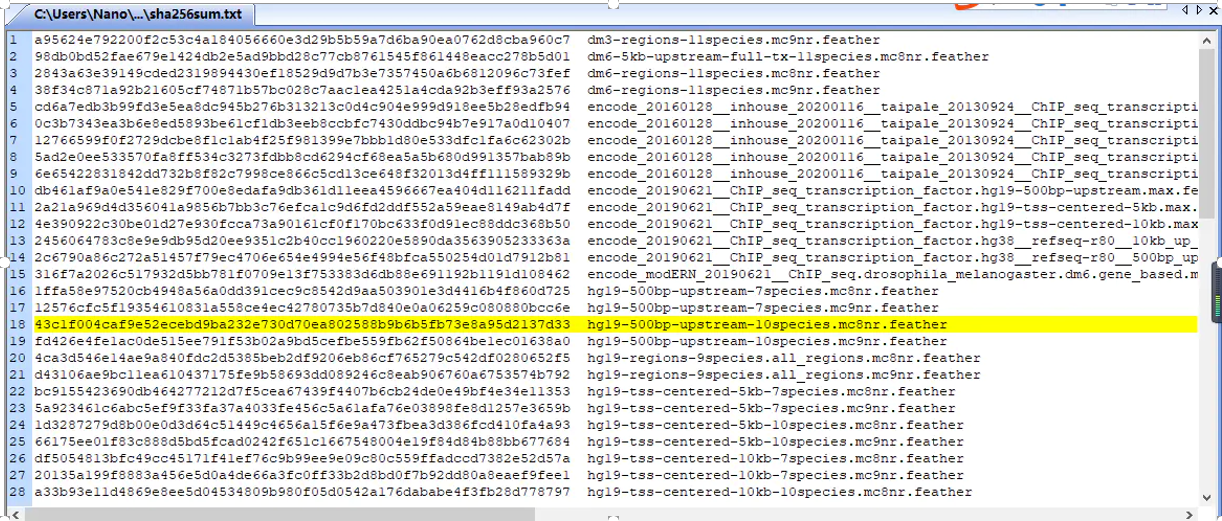 C:\Users\Nano\...\sha256sum.txt
1 a95624e792200f2c53c4a184056660e3d29b5b59a7d6ba90ea0762d8cba960c7 dm3-regions-11species.mc9nr.feather
2 98db0bd52fae679e1424db2e5ad9bbd28c77cb8761545f861448eacc278b5d01 dm6-5kb-upstream-full-tx-11species.mc8nr.feather
3 2843a63e39149cded2319894430ef18529d9d7b3e7357450a6b6812096c73fef dm6-regions-11species.mc8nr.feather
4 38f34c871a92b21605cf74871b57bc028c7aac1ea4251a4cda92b3eff93a2576 dm6-regions-11species.mc9nr.feather
5 cd6a7edb3b99fd3e5ea8dc945b276b313213c0d4c904e999d918ee5b28edfb94 encode_20160128__inhouse_20200116__taipale_20130924__ChIP_seq_transcripti
6 0c3b7343ea3b6e8ed5893be61cf1db3eeb8ccbfc7430ddbc94b7e917a0d10407 encode_20160128__inhouse_20200116__taipale_20130924__ChIP_seq_transcripti
7 12766599f0f2729dcbe8f1c1ab4f25f981399e7bbb1d80e533dfc1fa6c62302b encode_20160128__inhouse_20200116__taipale_20130924__ChIP_seq_transcripti
8 5ad2e0ee533570fa8ff534c3273fdbb8cd6294cf68ea5a5b680d991357bab89b encode_20160128__inhouse_20200116__taipale_20130924__ChIP_seq_transcripti
9 6e65422831842dd732b8f82c7998ce866c5cd13ce648f32013d4ff111589329b encode_20160128__inhouse_20200116__taipale_20130924__ChIP_seq_transcripti
10 db461af9a0e541e829f700e8edafa9db361d11eea4596667ea404d116211fadd encode_20190621__ChIP_seq_transcription_factor.hg19-500bp-upstream.max.fe
11 2a21a969d4d356041a9856b7bb3c76efca1c9d6fd2ddf552a59eae8149ab4d7f encode_20190621__ChIP_seq_transcription_factor.hg19-tss-centered-5kb.max.
12 4e390922c30be01d27e930fcca73a90161cf0f170bc633f0d91ec88ddc368b50 encode_20190621__ChIP_seq_transcription_factor.hg19-tss-centered-10kb.max
13 2456064783c8e9e9db95d20ee9351c2b40cc1960220e5890da3563905233363a encode_20190621__ChIP_seq_transcription_factor.hg38__refseq-r80__10kb_up_
14 2c6790a86c272a51457f79ec4706e654e4994e56f48bfca550254d01d7912b81 encode_20190621__ChIP_seq_transcription_factor.hg38__refseq-r80__500bp_up
15 316f7a2026c517932d5bb781f0709e13f753383d6db88e691192b1191d108462 encode_modERN_20190621__ChIP_seq.drosophila_melanogaster.dm6.gene_based.m
16 1ffa58e97520cb4948a56a0dd391cec9c8542d9aa503901e3d4416b4f860d725 hg19-500bp-upstream-7species.mc8nr.feather
17 12576cfc5f19354610831a558ce4ec42780735b7d840e0a06259c080880bcc6e hg19-500bp-upstream-7species.mc9nr.feather
18 43c1f004caf9e52ecebd9ba232e730d70ea802588b9b6b5fb73e8a95d2137d33 hg19-500bp-upstream-10species.mc8nr.feather
19 fd426e4fe1ac0de515ee791f53b02a9bd5cefbe559fb62f50864be1ec01638a0 hg19-500bp-upstream-10species.mc9nr.feather
20 4ca3d546e14ae9a840fdc2d5385beb2df9206eb86cf765279c542df0280652f5 hg19-regions-9species.all_regions.mc8nr.feather
21 d43106ae9bc11ea610437175fe9b58693dd089246c8eab906760a6753574b792 hg19-regions-9species.all_regions.mc9nr.feather
22 bc9155423690db464277212d7f5cea67439f4407b6cb24de0e49bf4e34e11353 hg19-tss-centered-5kb-7species.mc8nr.feather
23 5a923461c6abc5ef9f33fa37a4033fe456c5a61afa76e03898fe8d1257e3659b hg19-tss-centered-5kb-7species.mc9nr.feather
24 1d3287279d8b00e0d3d64c51449c4656a15f6e9a473fbea3d386fcd410fa4a93 hg19-tss-centered-5kb-10species.mc8nr.feather
25 66175ee01f83c888d5bd5fcad0242f651c1667548004e19f84d84b88bb677684 hg19-tss-centered-5kb-10species.mc9nr.feather
26 df5054813bfc49cc45171f41ef76c9b99ee9e09c80c559ffadccd7382e52d57a hg19-tss-centered-10kb-7species.mc8nr.feather
27 20135a199f8883a456e5d0a4de66a3fc0ff33b2d8bd0f7b92dd80a8eaef9fee1 hg19-tss-centered-10kb-7species.mc9nr.feather
28 a33b93e11d4869e8ee5d04534809b980f05d0542a176dababe4f3fb28d778797 hg19-tss-centered-10kb-10species.mc8nr.feather